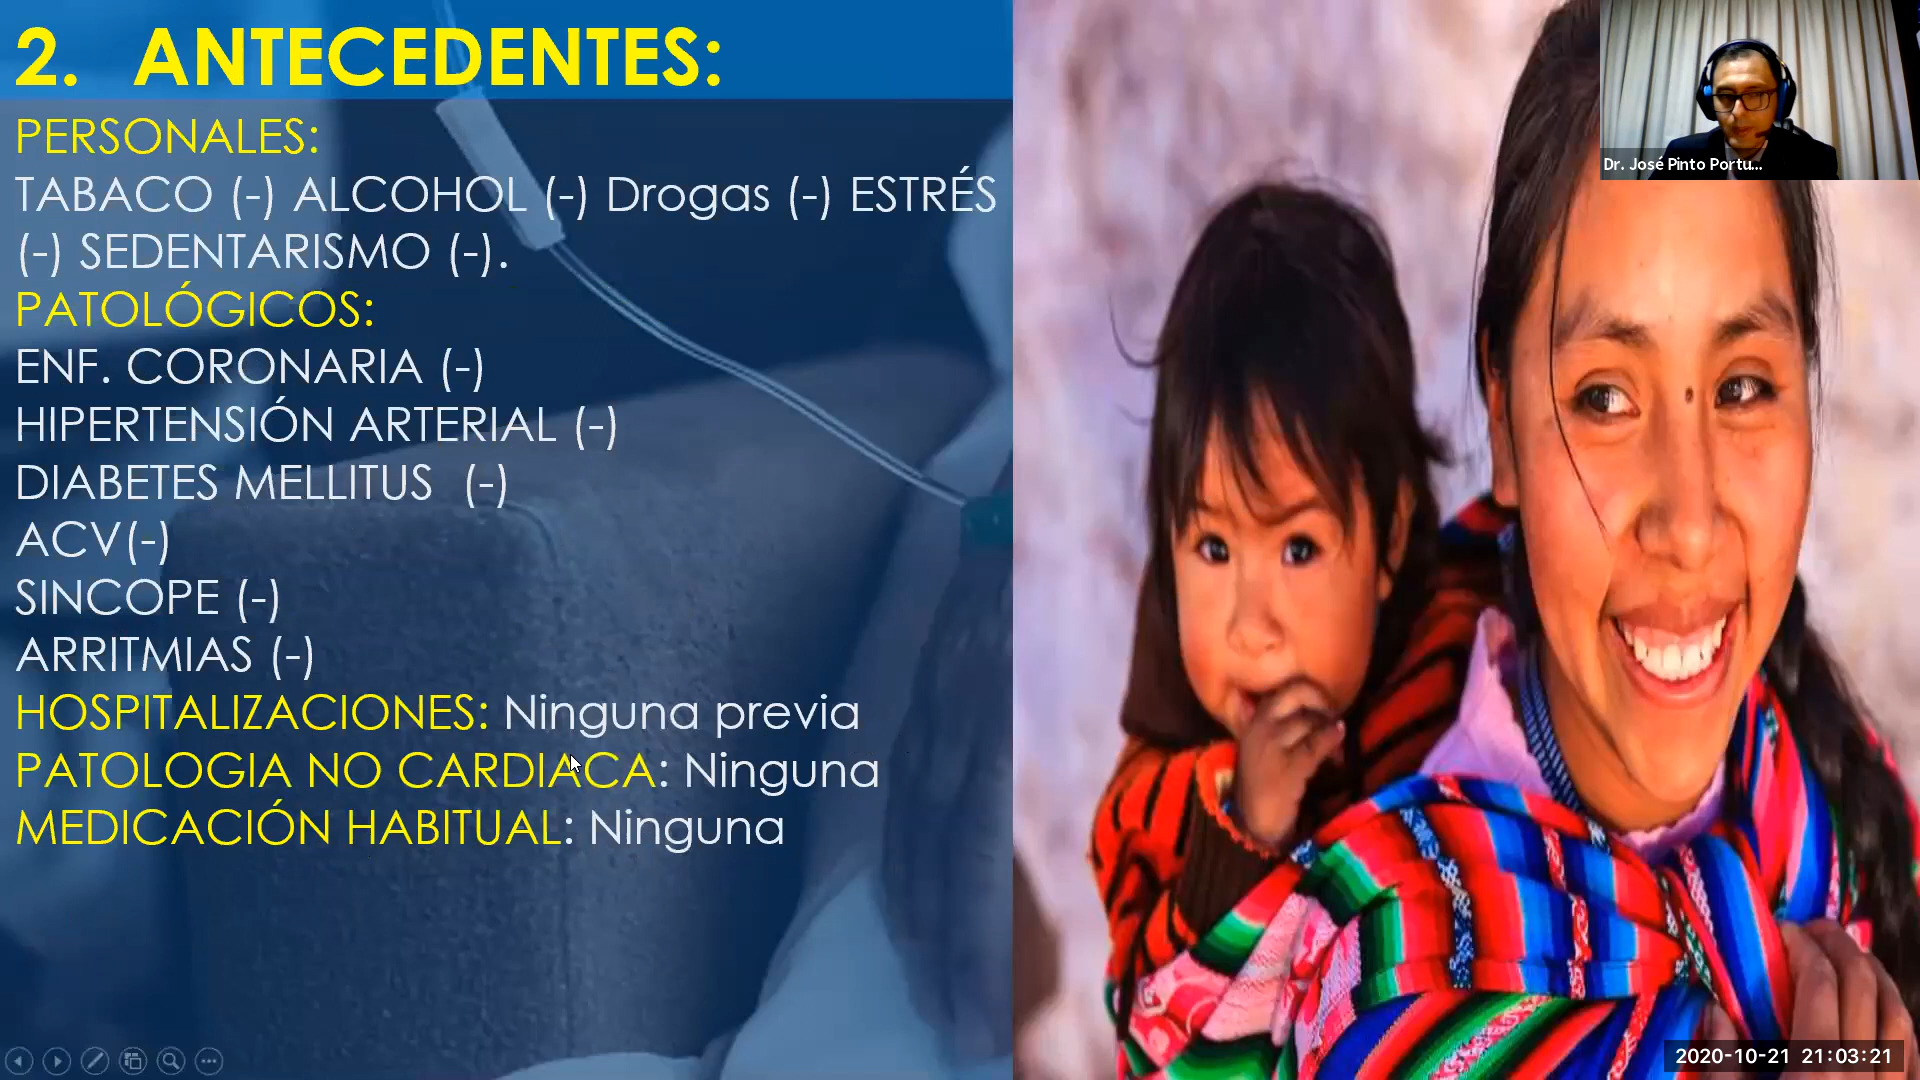 2. ANTECEDENTES:
PERSONALES:
TABACO (-) ALCOHOL (-) Drogas (-) ESTRÉS
(-) SEDENTARISMO (-).
PATOLÓGICOS:
ENF. CORONARIA (-)
HIPERTENSIÓN ARTERIAL (-)
DIABETES MELLITUS (-)
ACV(-)
SINCOPE (-)
ARRITMIAS (-)
HOSPITALIZACIONES: Ninguna previa
PATOLOGIA NO CARDIACA: Ninguna
MEDICACIÓN HABITUAL: Ninguna
Dr. José Pinto Portu...
2020-10-21 21:03:21